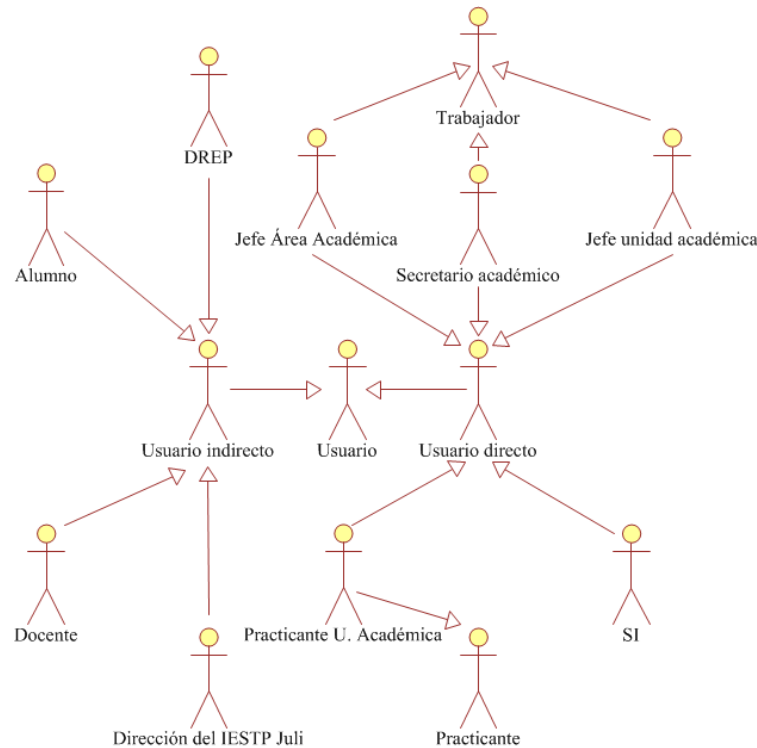 Trabajador
DREP
Jefe Área Académica
Jefe unidad académica
Alumno
Secretario académico
Usuario indirecto
Usuario
Usuario directo
Docente
Practicante U. Académica
SI
Dirección del IESTP Juli
Practicante